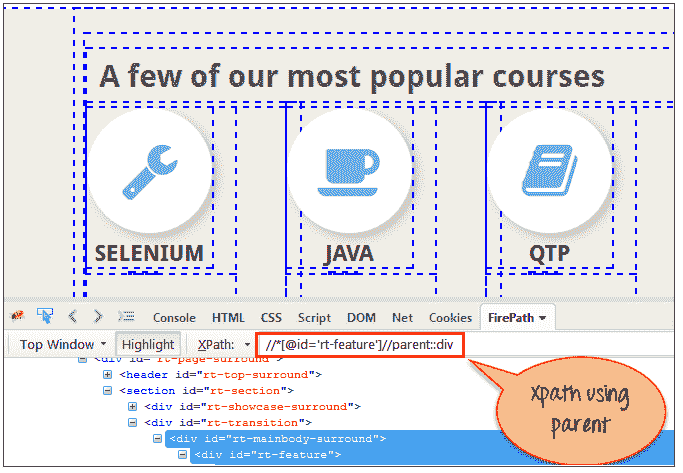 A few of our most popular courses
SELENIUM JAVA QTP
Console HTML CSS Script DOM Net Cookies FirePath
Top Window Highlight XPath: //*[@id='rt-feature']//parent::div
<div id="rt-page-surround">
<header id="rt-top-surround">
<section id="rt-section">
<div id="rt-showcase-surround">
<div id="rt-transition">
<div id="rt-mainbody-surround">
<div id="rt-feature">
Xpath using
parent